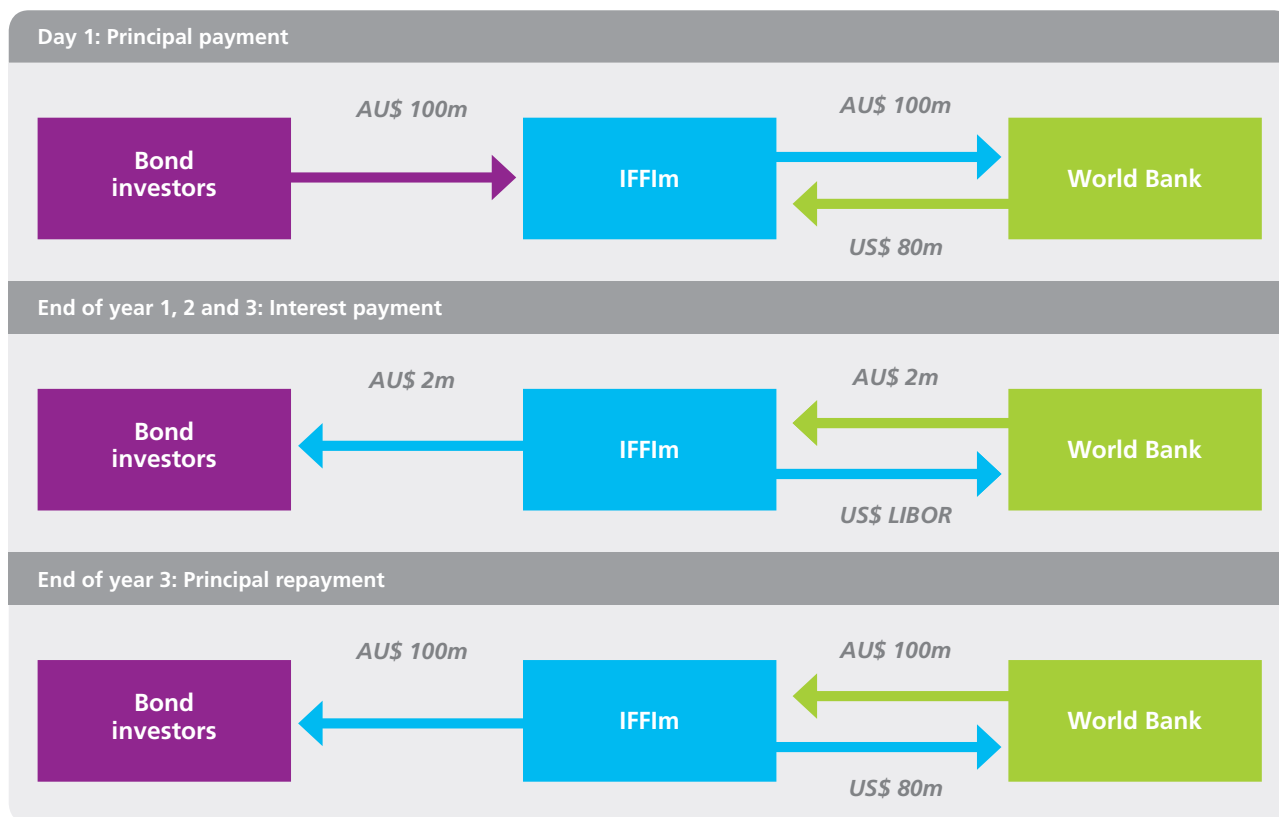 Day 1: Principal payment
AU$ 100m
AU$ 100m
Bond
investors
IFFIm
World Bank
US$ 80m
End of year 1, 2 and 3: Interest payment
AU$ 2m
AU$ 2m
Bond
investors
IFFIm
World Bank
US$ LIBOR
End of year 3: Principal repayment
AU$ 100m
AU$ 100m
Bond
investors
IFFIm
World Bank
US$ 80m